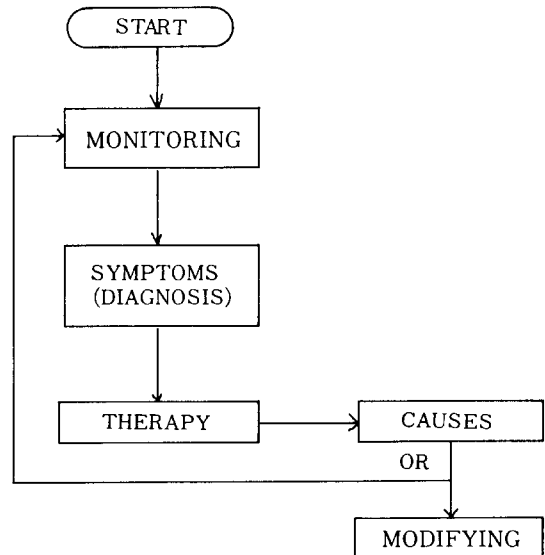 START
MONITORING
SYMPTOMS
(DIAGNOSIS)
THERAPY
CAUSES
OR
MODIFYING